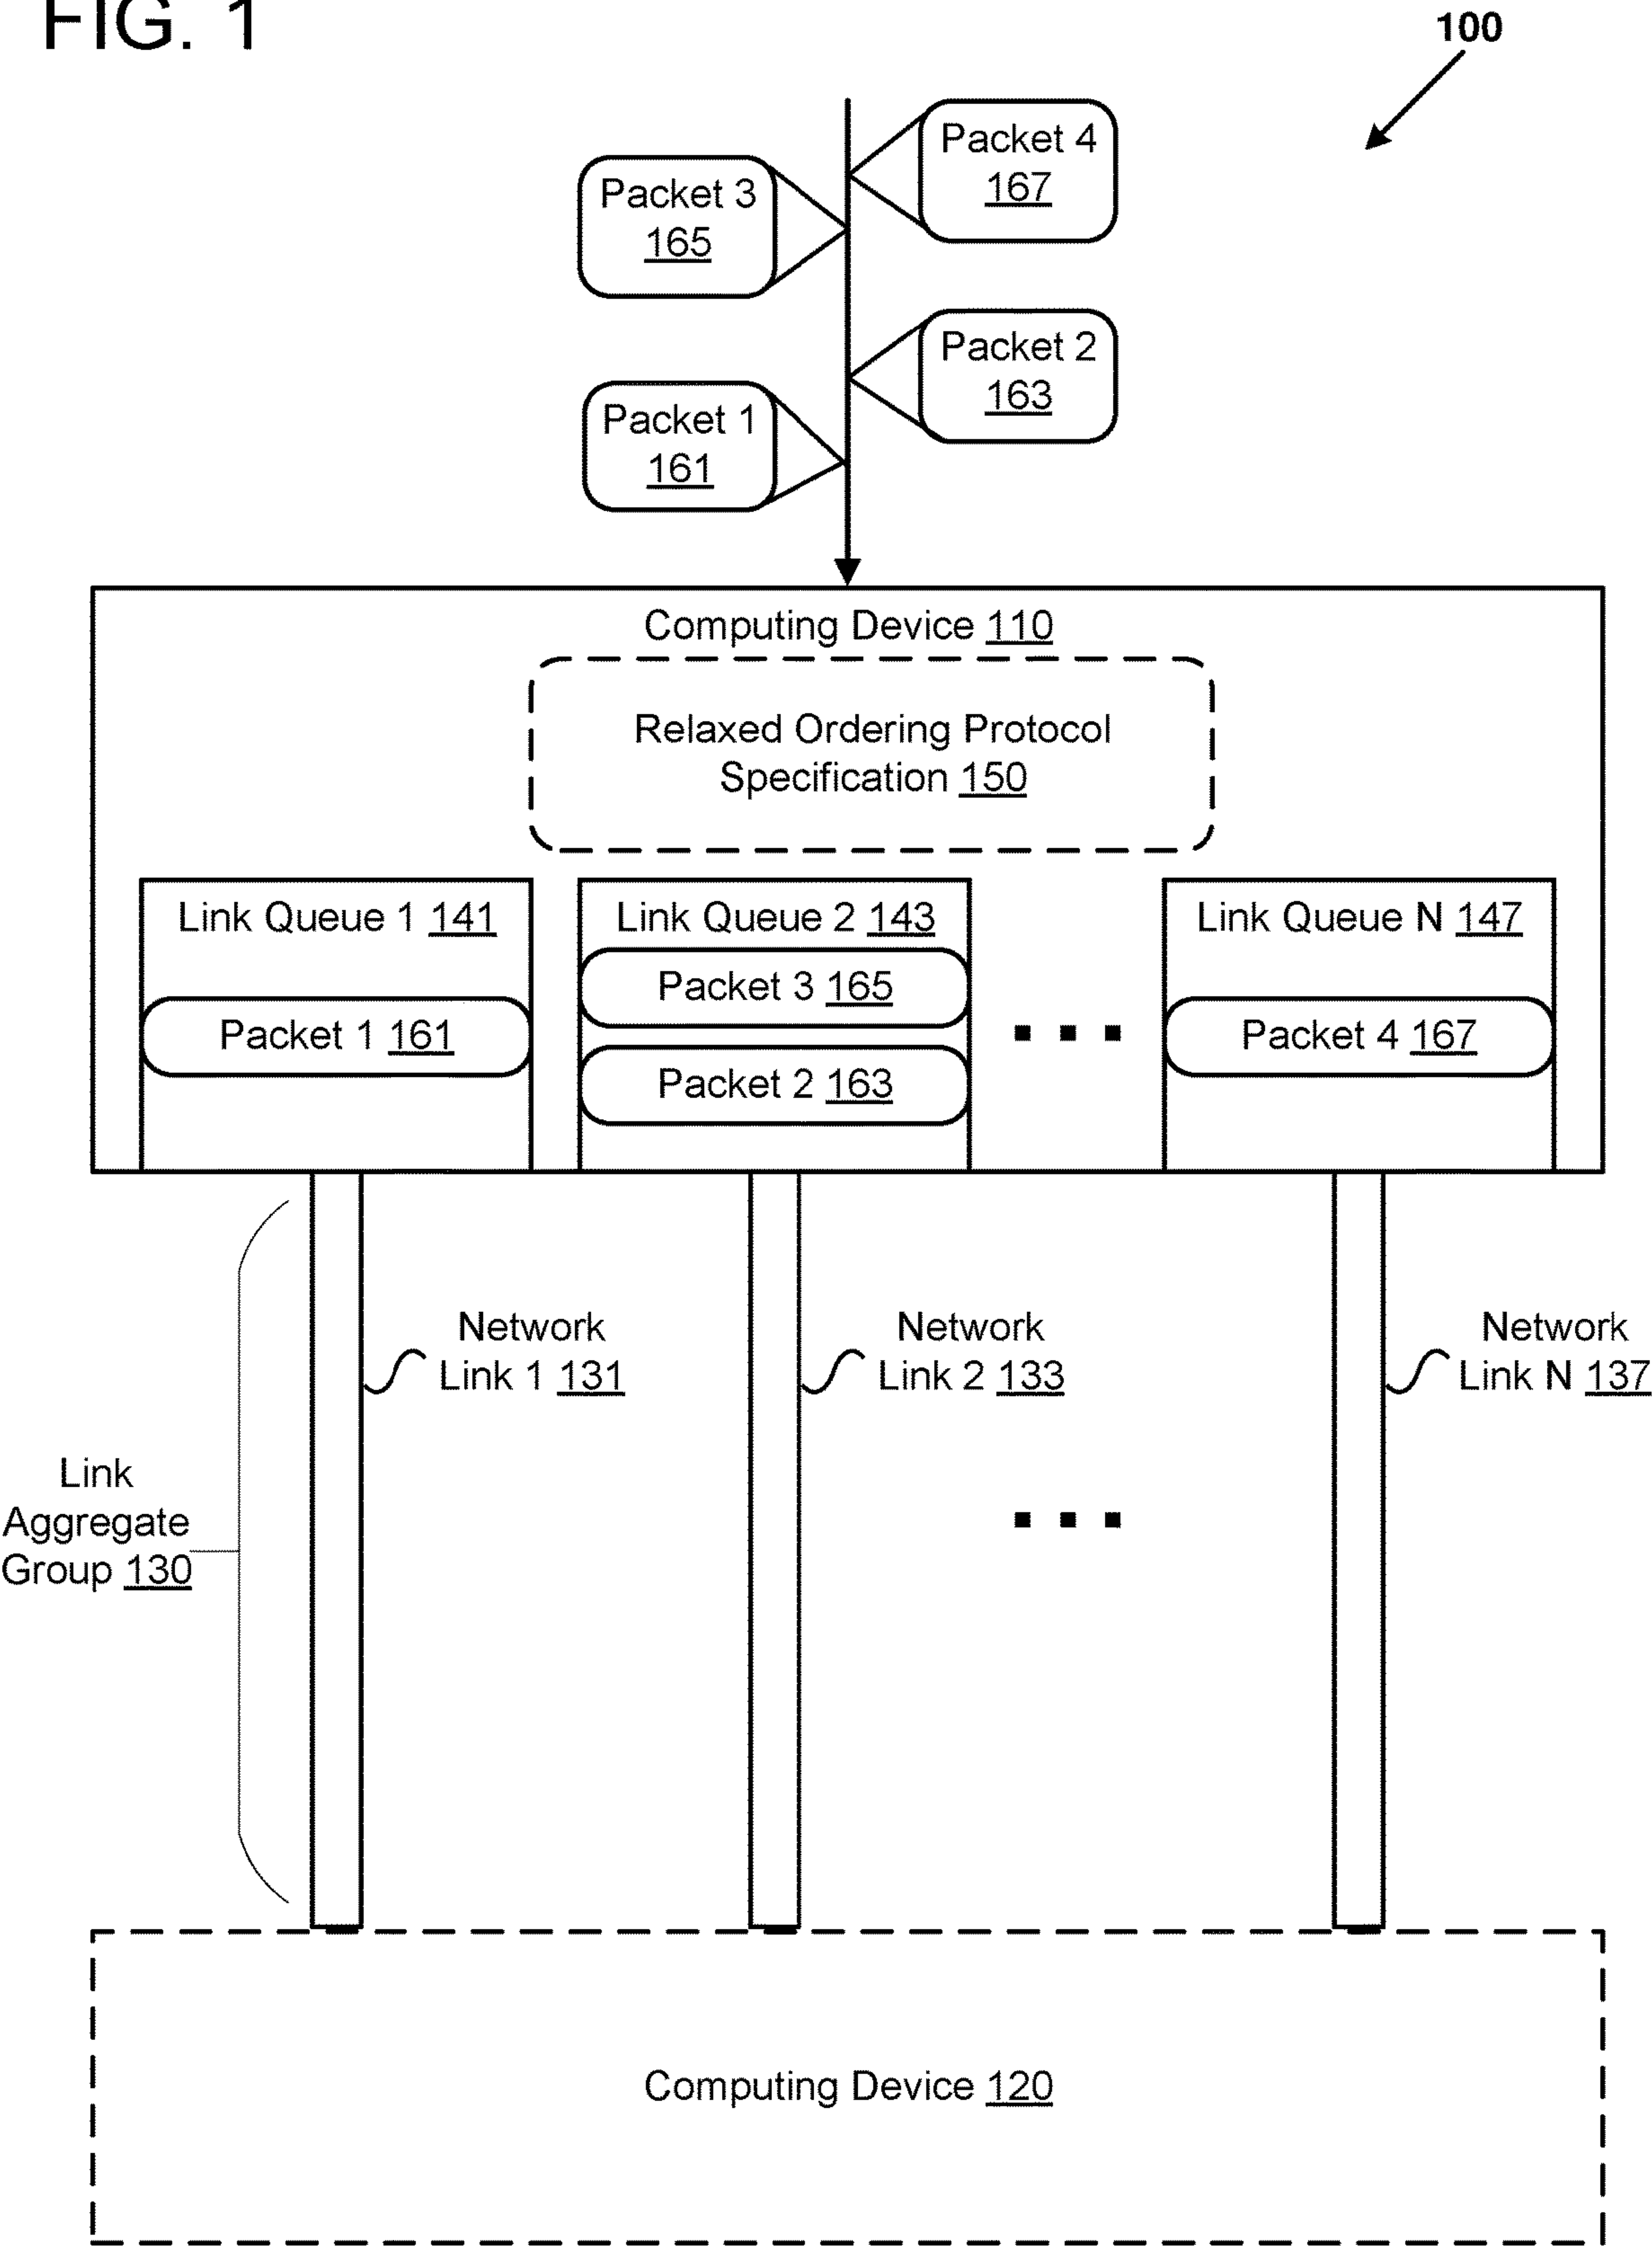 FIG. 1
100
Packet 4
167
Packet 3
165
Packet 2
163
Packet 1
161
Computing Device 110
Relaxed Ordering Protocol
Specification 150
Link Queue 1 141
Link Queue 2 143
Link Queue N 147
Packet 3 165
Packet 1 161
Packet 4 167
Packet 2 163
Network
Link 1 131
Network
Link 2 133
Network
Link N 137
Link
Aggregate
Group 130
Computing Device 120